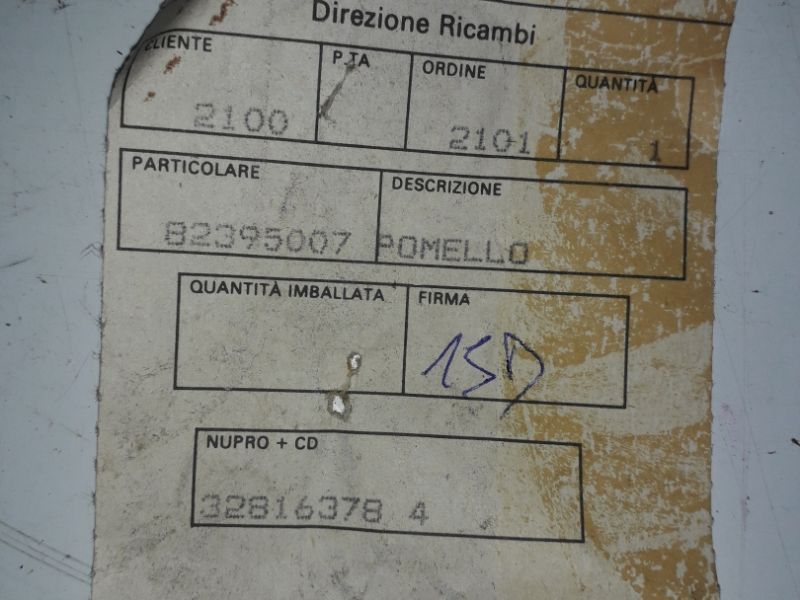 Direzione Ricambi
CLIENTE P.TA ORDINE QUANTITÀ
2100 2101 1
PARTICOLARE DESCRIZIONE
82395007 POMELLO
QUANTITÀ IMBALLATA FIRMA
1SD
NUPRO + CD
32816378 4